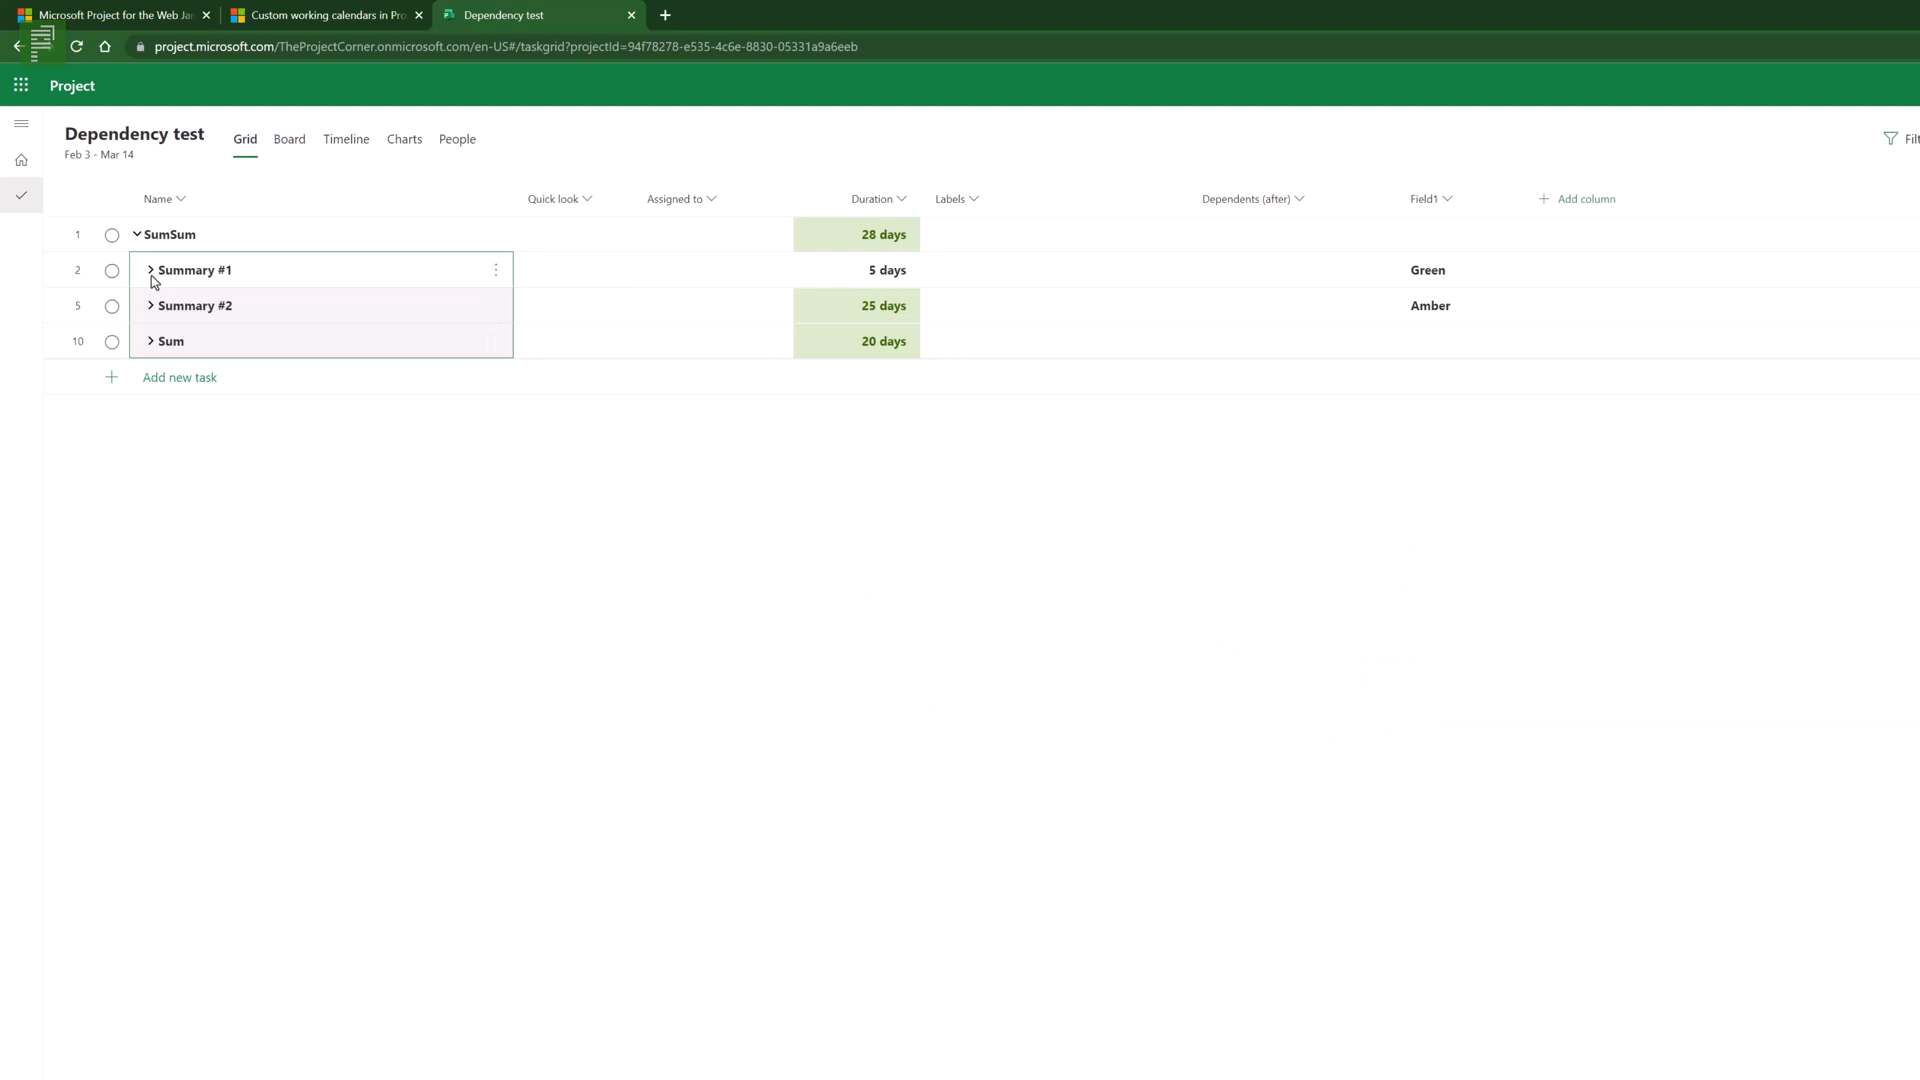 Microsoft Project for the Web Jan
Custom working calendars in Pro
Dependency test
project.microsoft.com/TheProjectCorner.onmicrosoft.com/en-US#/taskgrid?projectId=94f78278-e535-4c6e-8830-05331a9a6eeb
Project
Dependency test
Feb 3 - Mar 14
Grid Board Timeline Charts People
Filt
Name Quick look Assigned to Duration Labels Dependents (after) Field1 Add column
1 SumSum 28 days
2 Summary #1 5 days Green
5 Summary #2 25 days Amber
10 Sum 20 days
Add new task